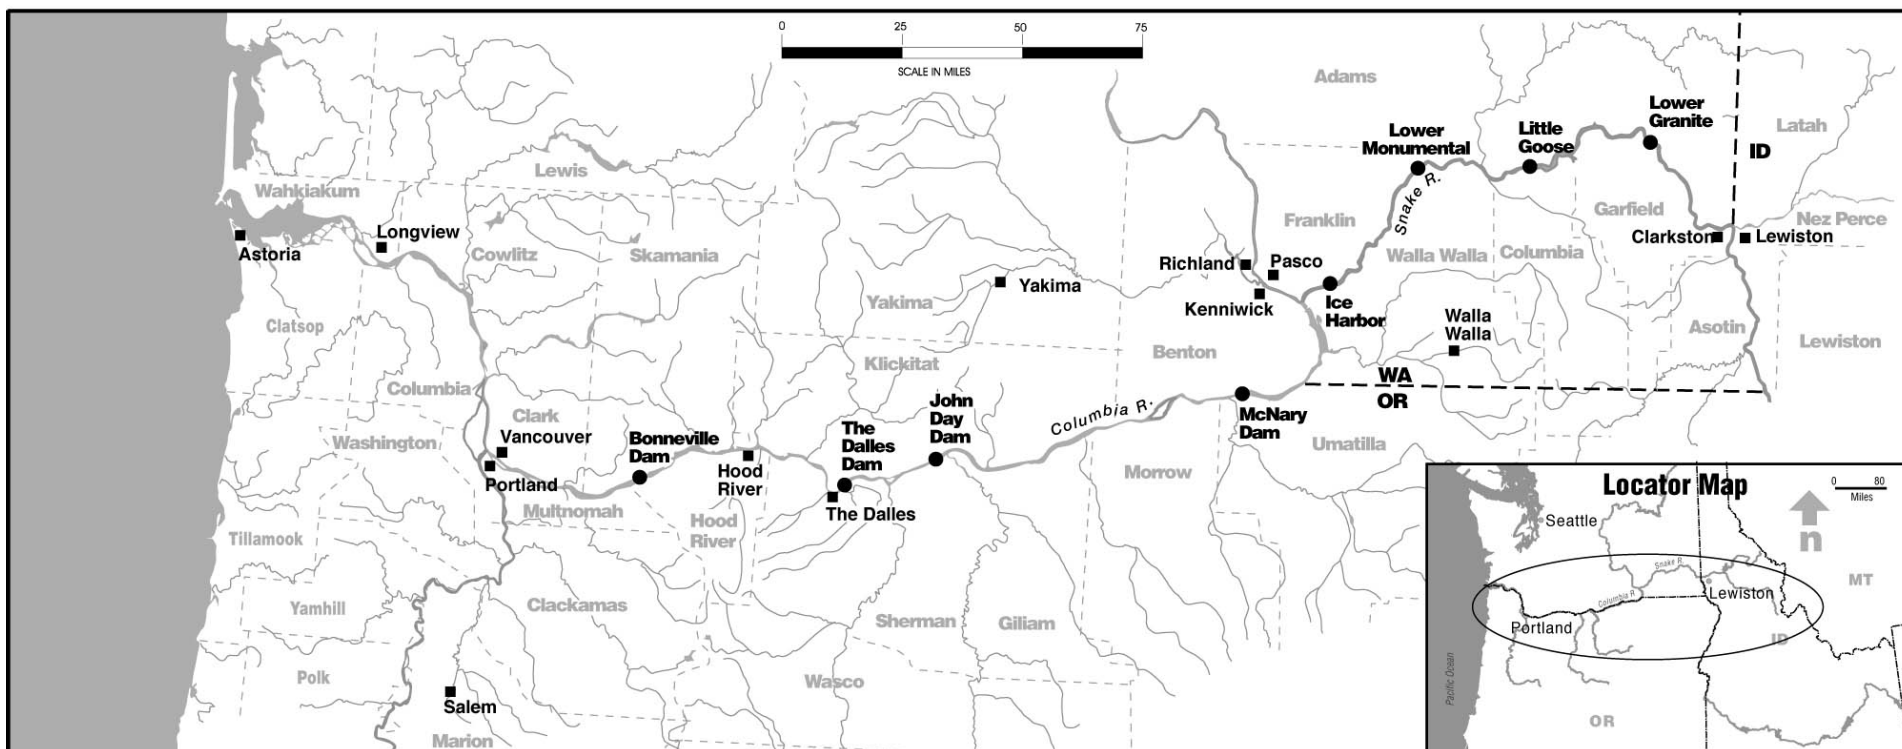 0 25 50 75
SCALE IN MILES
Adams
Lower
Monumental
Little
Goose
Lower
Granite
Latah
ID
Lewis
Wahkiakum
Snake R.
Garfield
Nez Perce
Franklin
Astoria
Longview
Cowlitz
Skamania
Richland
Pasco
Walla Walla
Columbia
Clarkston
Lewiston
Yakima
Yakima
Kenniwick
Ice
Harbor
Walla
Walla
Clatsop
Asotin
Lewiston
Klickitat
Benton
WA
OR
Columbia
Clark
John
Day
Dam
Columbia R.
McNary
Dam
Umatilla
Washington
Vancouver
Bonneville
Dam
The
Dalles
Dam
Portland
Hood
River
Morrow
Multnomah
The Dalles
Hood
River
Tillamook
Yamhill
Clackamas
Sherman
Giliam
Polk
Salem
Wasco
Marion
Locator Map
0 80
Miles
Seattle
n
Snake R
MT
Columbia R
Lewiston
Portland
ID
Pacific Ocean
OR